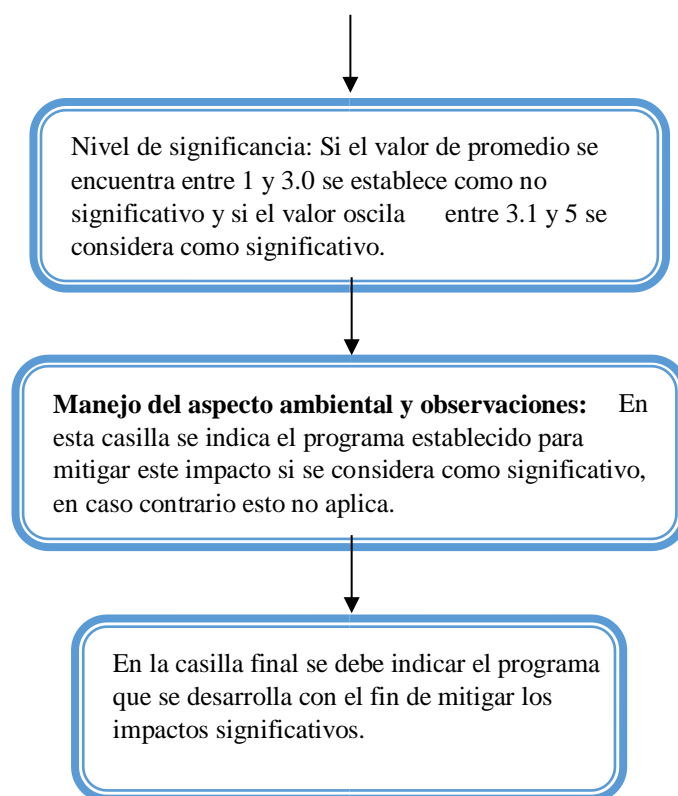 Nivel de significancia: Si el valor de promedio se
encuentra entre 1 y 3.0 se establece como no
significativo y si el valor oscila entre 3.1 y 5 se
considera como significativo.
Manejo del aspecto ambiental y observaciones: En
esta casilla se indica el programa establecido para
mitigar este impacto si se considera como significativo,
en caso contrario esto no aplica.
En la casilla final se debe indicar el programa
que se desarrolla con el fin de mitigar los
impactos significativos.